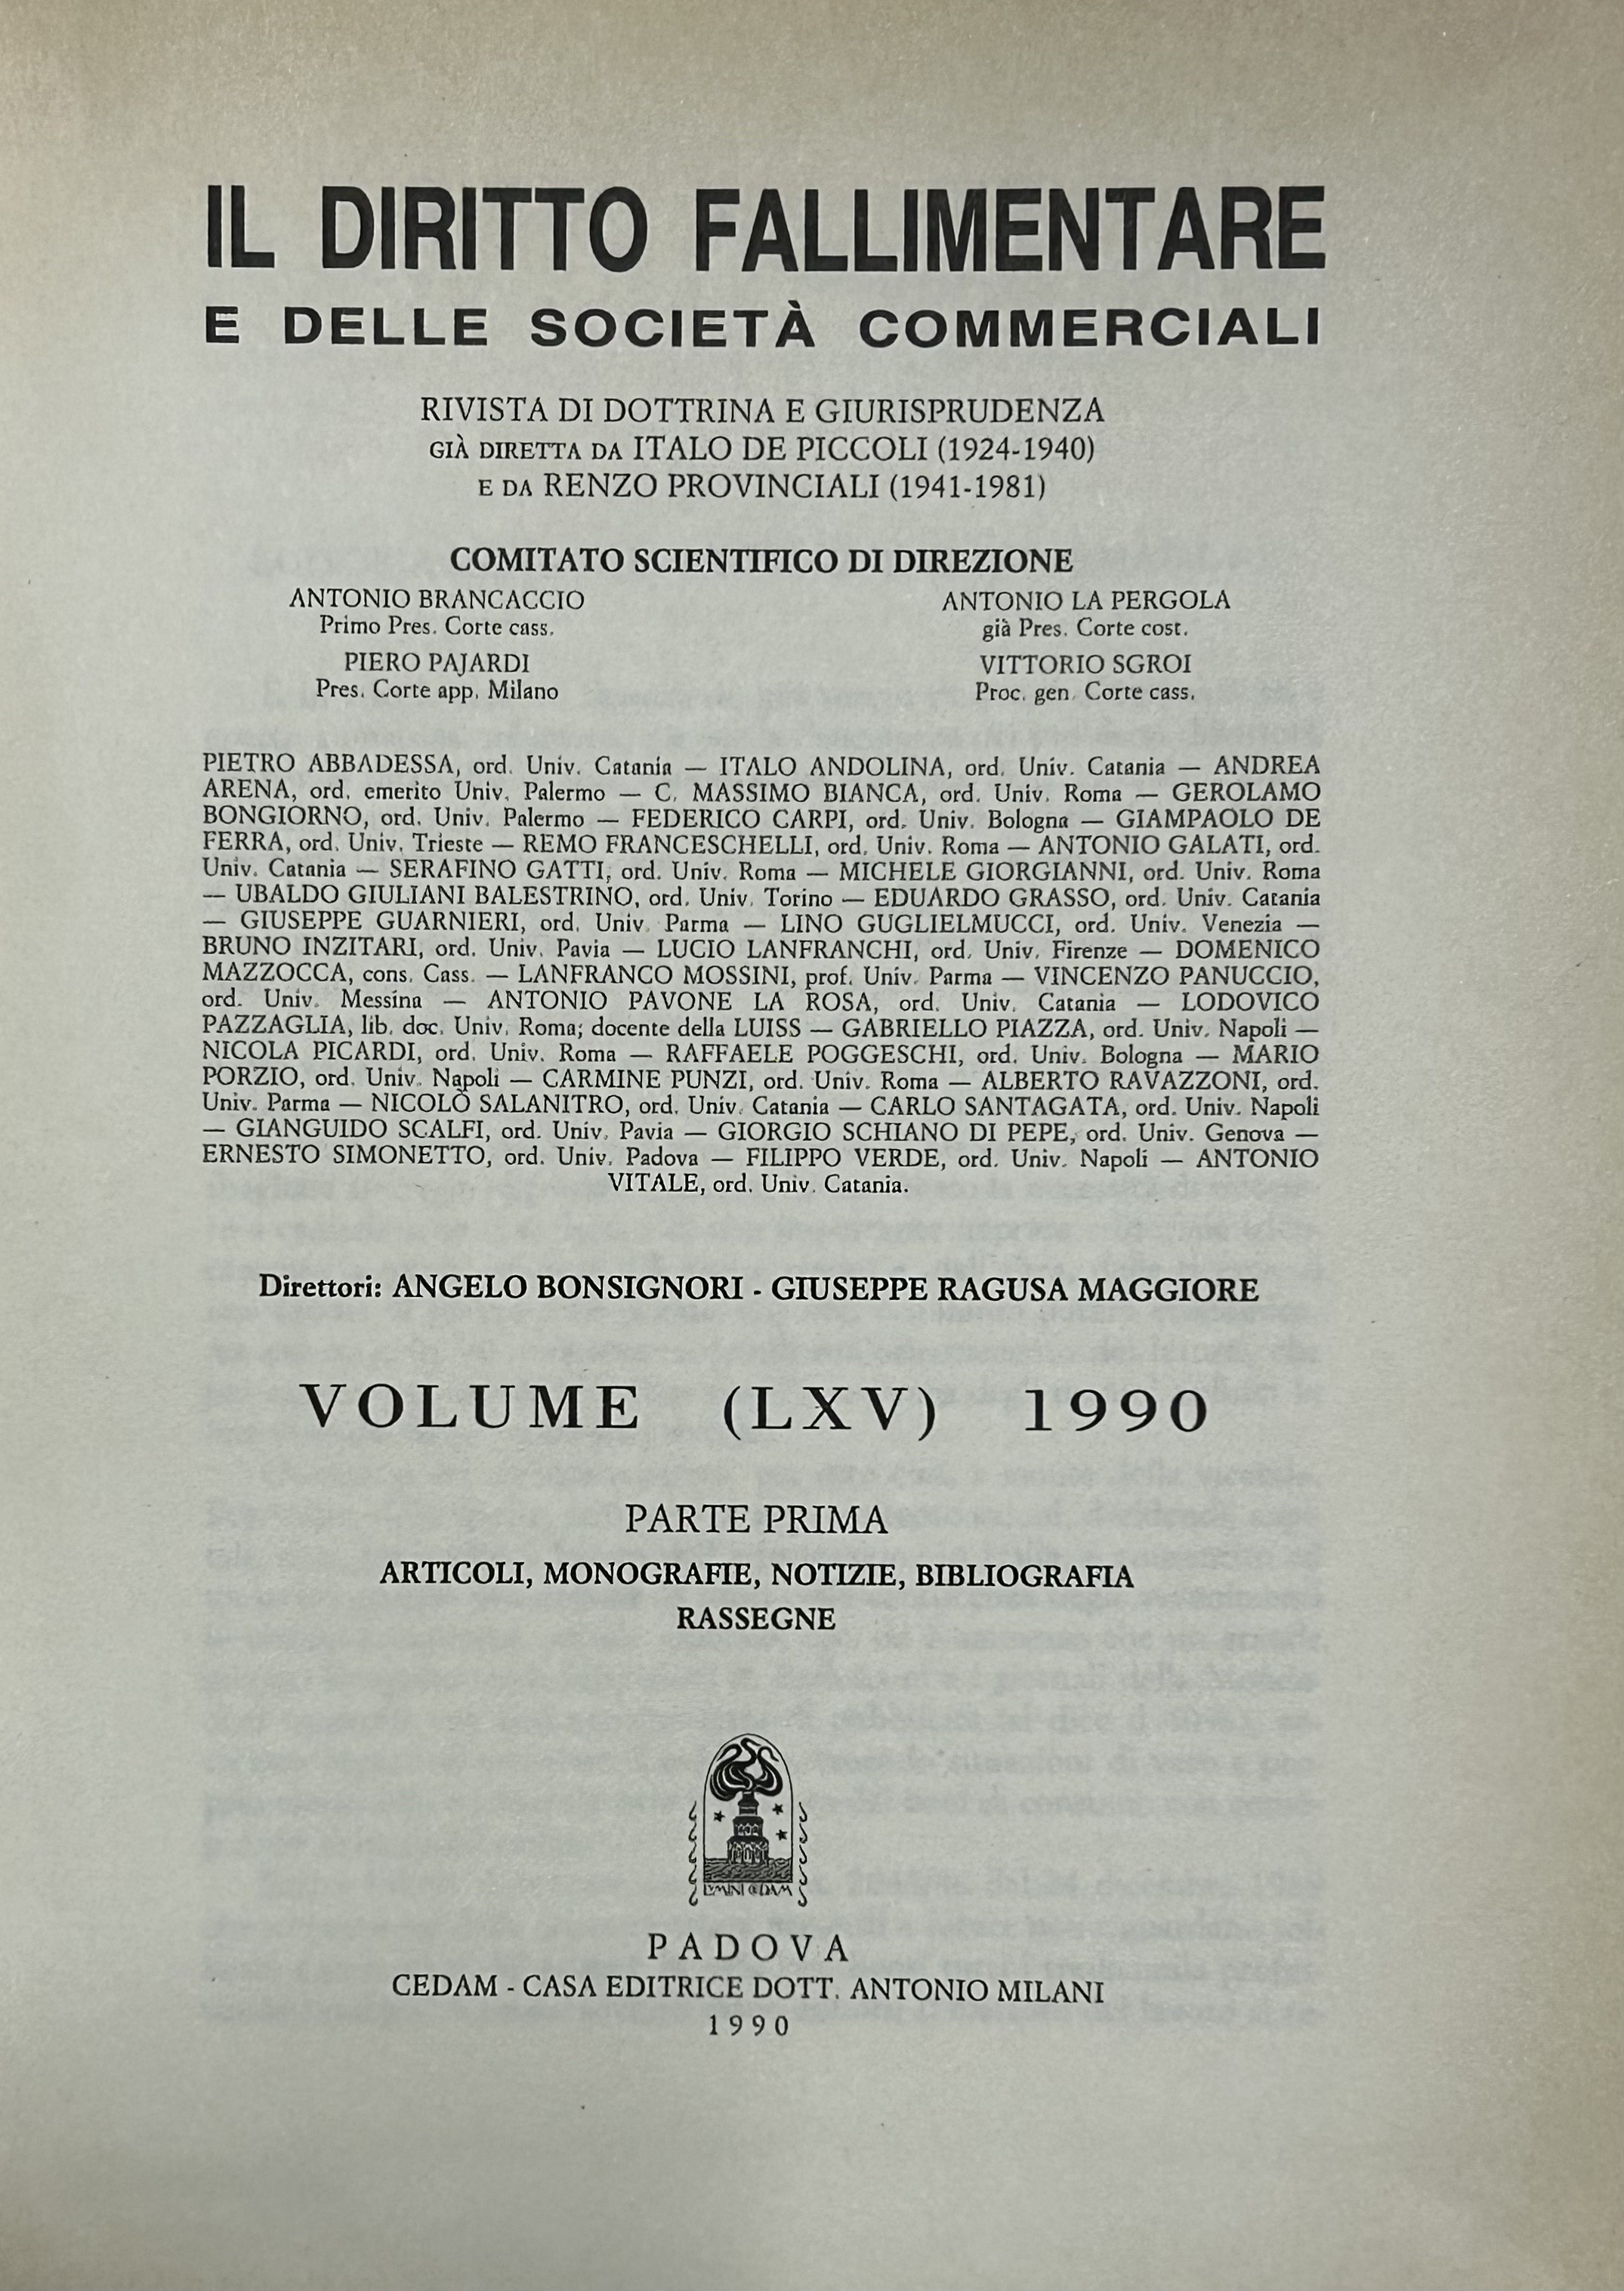 IL DIRITTO FALLIMENTARE
E DELLE SOCIETÀ COMMERCIALI
RIVISTA DI DOTTRINA E GIURISPRUDENZA
GIÀ DIRETTA DA ITALO DE PICCOLI (1924-1940)
E DA RENZO PROVINCIALI (1941-1981)
COMITATO SCIENTIFICO DI DIREZIONE
ANTONIO BRANCACCIO
Primo Pres. Corte cass.
ANTONIO LA PERGOLA
già Pres. Corte cost.
PIERO PAJARDI
Pres. Corte app. Milano
VITTORIO SGROI
Proc. gen. Corte cass.
PIETRO ABBADESSA, ord. Univ. Catania — ITALO ANDOLINA, ord. Univ. Catania — ANDREA
ARENA, ord. emerito Univ. Palermo — C. MASSIMO BIANCA, ord. Univ. Roma — GEROLAMO
BONGIORNO, ord. Univ. Palermo — FEDERICO CARPI, ord. Univ. Bologna — GIAMPAOLO DE
FERRA, ord. Univ. Trieste — REMO FRANCESCHELLI, ord. Univ. Roma — ANTONIO GALATI, ord.
Univ. Catania — SERAFINO GATTI, ord. Univ. Roma — MICHELE GIORGIANNI, ord. Univ. Roma
— UBALDO GIULIANI BALESTRINO, ord. Univ. Torino — EDUARDO GRASSO, ord. Univ. Catania
— GIUSEPPE GUARNIERI, ord. Univ. Parma — LINO GUGLIELMUCCI, ord. Univ. Venezia —
BRUNO INZITARI, ord. Univ. Pavia — LUCIO LANFRANCHI, ord. Univ. Firenze — DOMENICO
MAZZOCCA, cons. Cass. — LANFRANCO MOSSINI, prof. Univ. Parma — VINCENZO PANUCCIO,
ord. Univ. Messina — ANTONIO PAVONE LA ROSA, ord. Univ. Catania — LODOVICO
PAZZAGLIA, lib. doc. Univ. Roma; docente della LUISS — GABRIELLO PIAZZA, ord. Univ. Napoli —
NICOLA PICARDI, ord. Univ. Roma — RAFFAELE POGGESCHI, ord. Univ. Bologna — MARIO
PORZIO, ord. Univ. Napoli — CARMINE PUNZI, ord. Univ. Roma — ALBERTO RAVAZZONI, ord.
Univ. Parma — NICOLÒ SALANITRO, ord. Univ. Catania — CARLO SANTAGATA, ord. Univ. Napoli
— GIANGUIDO SCALFI, ord. Univ. Pavia — GIORGIO SCHIANO DI PEPE, ord. Univ. Genova —
ERNESTO SIMONETTO, ord. Univ. Padova — FILIPPO VERDE, ord. Univ. Napoli — ANTONIO
VITALE, ord. Univ. Catania.
Direttori: ANGELO BONSIGNORI - GIUSEPPE RAGUSA MAGGIORE
VOLUME (LXV) 1990
PARTE PRIMA
ARTICOLI, MONOGRAFIE, NOTIZIE, BIBLIOGRAFIA
RASSEGNE
PADOVA
CEDAM - CASA EDITRICE DOTT. ANTONIO MILANI
1990